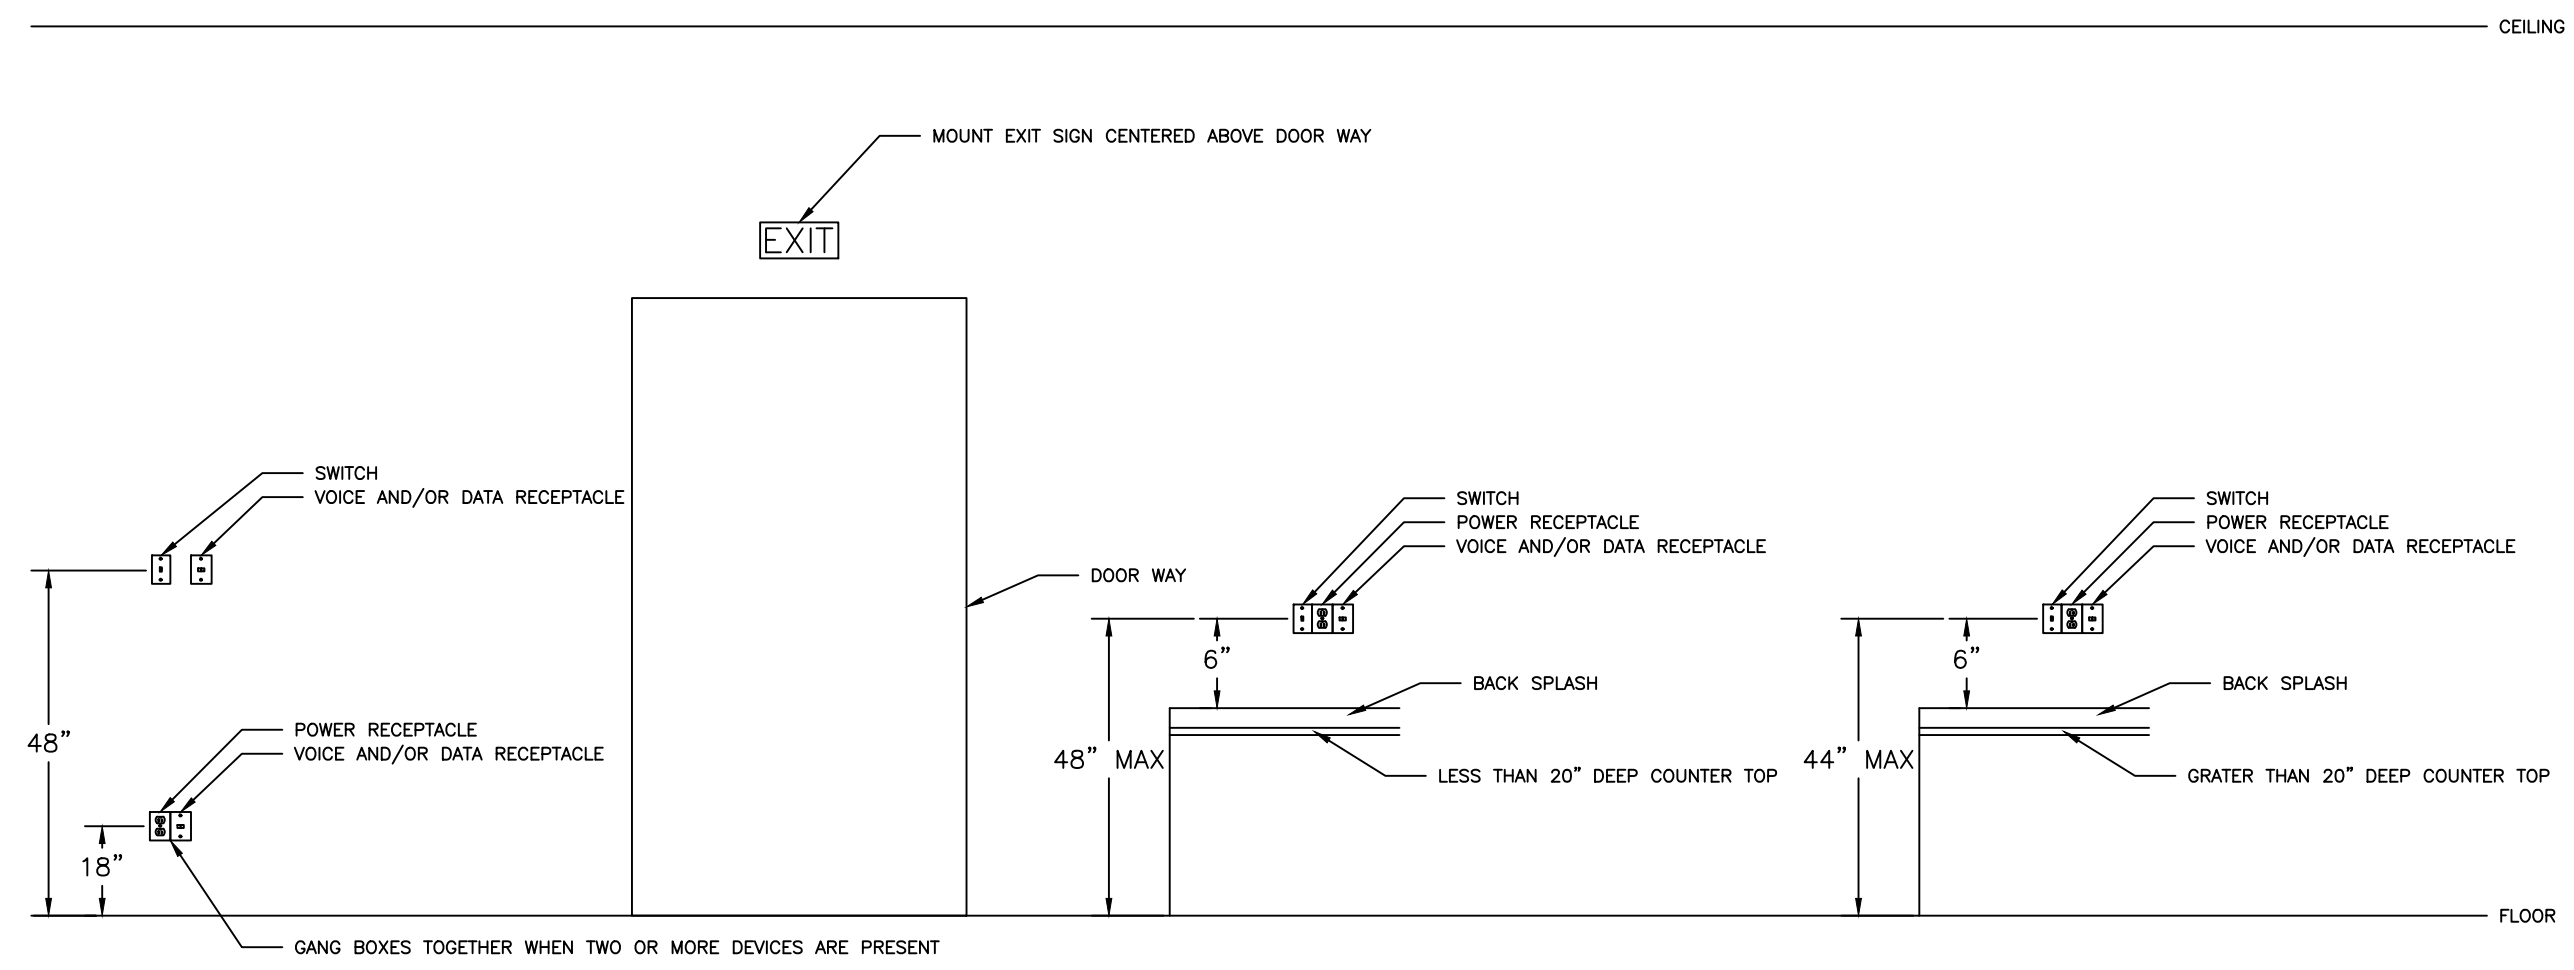 CEILING
MOUNT EXIT SIGN CENTERED ABOVE DOOR WAY
EXIT
SWITCH
VOICE AND/OR DATA RECEPTACLE
48”
POWER RECEPTACLE
VOICE AND/OR DATA RECEPTACLE
18”
GANG BOXES TOGETHER WHEN TWO OR MORE DEVICES ARE PRESENT
DOOR WAY
SWITCH
POWER RECEPTACLE
VOICE AND/OR DATA RECEPTACLE
6”
BACK SPLASH
48” MAX
LESS THAN 20” DEEP COUNTER TOP
SWITCH
POWER RECEPTACLE
VOICE AND/OR DATA RECEPTACLE
6”
BACK SPLASH
44” MAX
GRATER THAN 20” DEEP COUNTER TOP
FLOOR